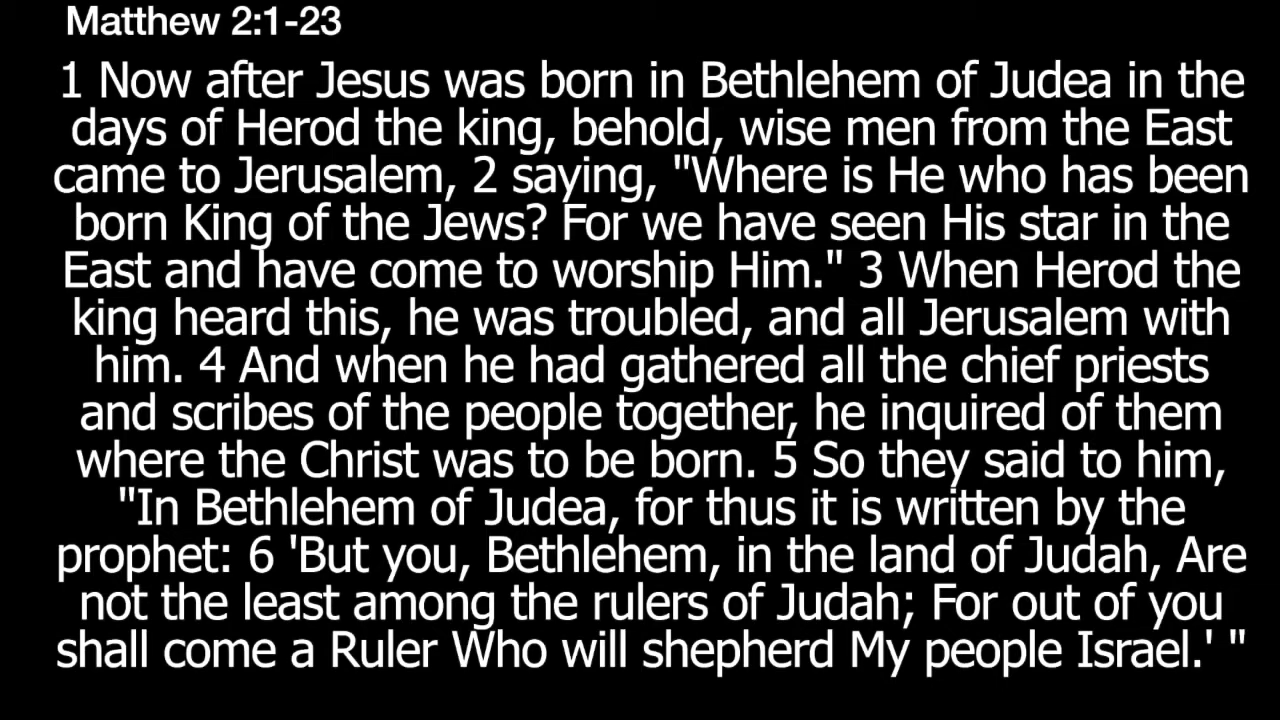 Matthew 2:1-23
1 Now after Jesus was born in Bethlehem of Judea in the
days of Herod the king, behold, wise men from the East
came to Jerusalem, 2 saying, "Where is He who has been
born King of the Jews? For we have seen His star in the
East and have come to worship Him." 3 When Herod the
king heard this, he was troubled, and all Jerusalem with
him. 4 And when he had gathered all the chief priests
and scribes of the people together, he inquired of them
where the Christ was to be born. 5 So they said to him,
"In Bethlehem of Judea, for thus it is written by the
prophet: 6 'But you, Bethlehem, in the land of Judah, Are
not the least among the rulers of Judah; For out of you
shall come a Ruler Who will shepherd My people Israel.' "